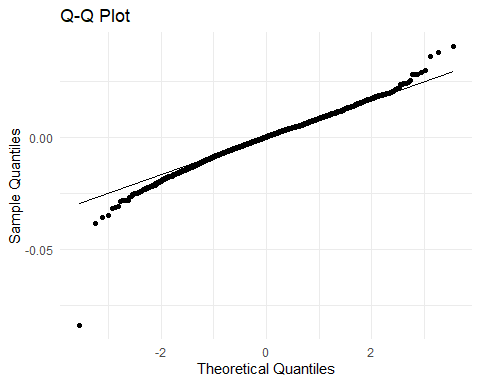 Q-Q Plot
Sample Quantiles
0.00
-0.05
-2
0
2
Theoretical Quantiles